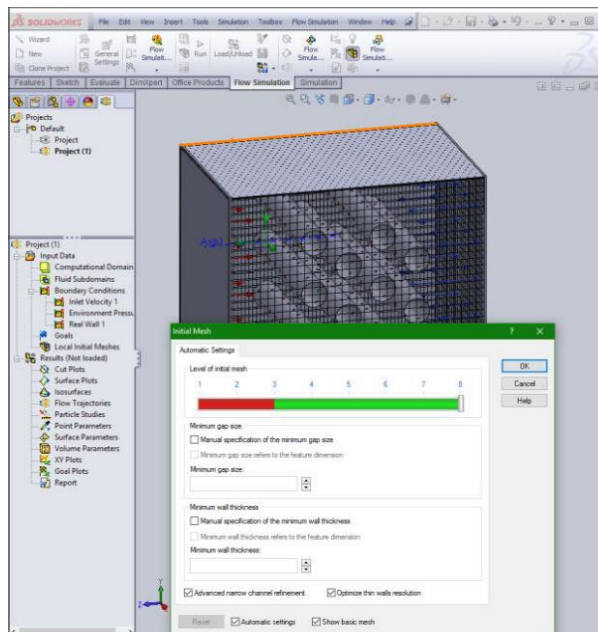 SOLIDWORKS File Edit View Insert Tools Simulation Toolbox Flow Simulation Window Help
Wizard
New
Clone Project
General Settings
Flow Simulati...
Run
Load/Unload
Flow Simula...
Flow Simulati...
Features Sketch Evaluate DimXpert Office Products Flow Simulation Simulation
Projects
Default
Project
Project (1)
Project (1)
Input Data
Computational Domain
Fluid Subdomains
Boundary Conditions
Inlet Velocity 1
Environment Pressu
Real Wall 1
Goals
Local Initial Meshes
Results (Not loaded)
Cut Plots
Surface Plots
Isosurfaces
Flow Trajectories
Particle Studies
Point Parameters
Surface Parameters
Volume Parameters
XY Plots
Goal Plots
Report
Initial Mesh ? X
Automatic Settings
Level of initial mesh
1 2 3 4 5 6 7 8
Minimum gap size
Manual specification of the minimum gap size
Minimum gap size refers to the feature dimension
Minimum gap size:
Minimum wall thickness
Manual specification of the minimum wall thickness
Minimum wall thickness refers to the feature dimension
Minimum wall thickness:
Advanced narrow channel refinement Optimize thin walls resolution
Reset Automatic settings Show basic mesh
OK
Cancel
Help
Y
Z